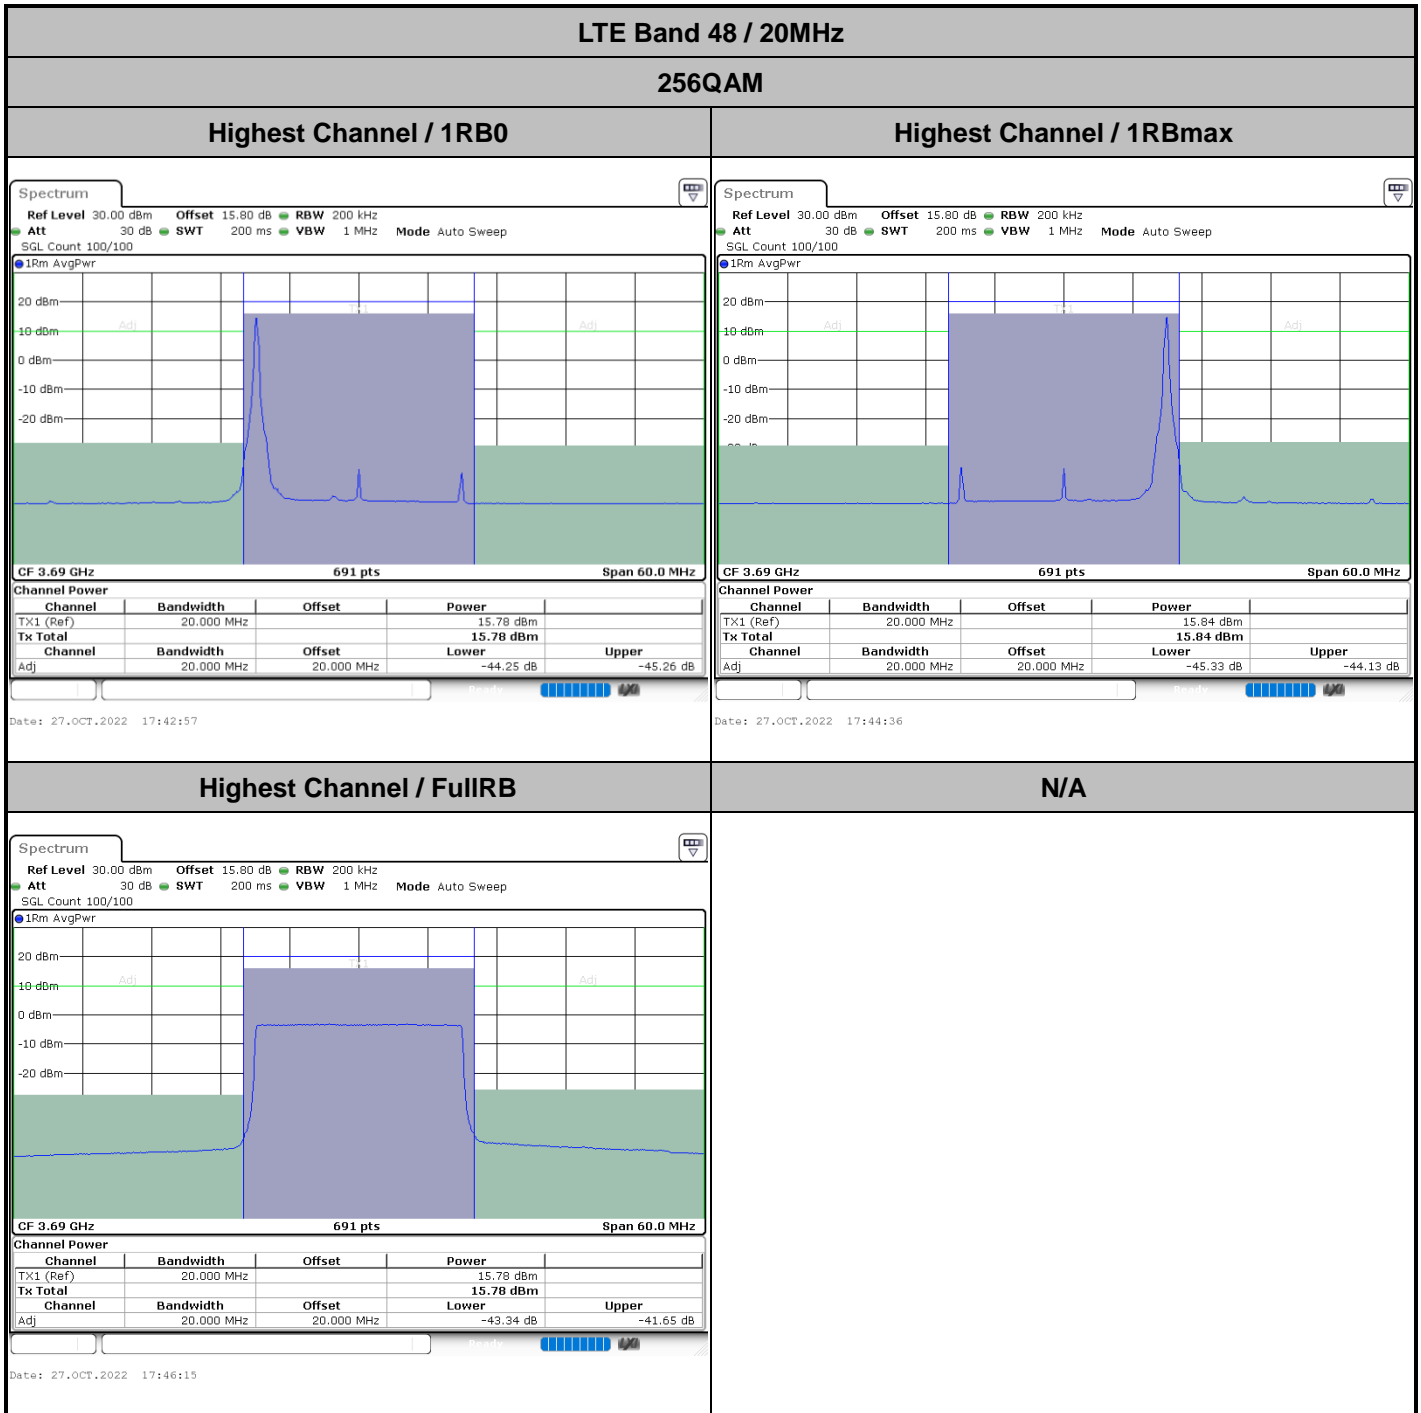 LTE Band 48 / 20MHz
256QAM
Highest Channel / 1RB0
Highest Channel / 1RBmax
Spectrum
Ref Level 30.00 dBm Offset 15.80 dB RBW 200 kHz
Att 30 dB SWT 200 ms VBW 1 MHz Mode Auto Sweep
SGL Count 100/100
1Rm AvgPwr
TX1
20 dBm
Adj
Adj
10 dBm
0 dBm
-10 dBm
-20 dBm
CF 3.69 GHz 691 pts Span 60.0 MHz
Channel Power
Channel Bandwidth Offset Power
TX1 (Ref) 20.000 MHz 15.78 dBm
Tx Total 15.78 dBm
Channel Bandwidth Offset Lower Upper
Adj 20.000 MHz 20.000 MHz -44.25 dB -45.26 dB
Ready
Date: 27.OCT.2022 17:42:57
Spectrum
Ref Level 30.00 dBm Offset 15.80 dB RBW 200 kHz
Att 30 dB SWT 200 ms VBW 1 MHz Mode Auto Sweep
SGL Count 100/100
1Rm AvgPwr
TX1
20 dBm
Adj
Adj
10 dBm
0 dBm
-10 dBm
-20 dBm
CF 3.69 GHz 691 pts Span 60.0 MHz
Channel Power
Channel Bandwidth Offset Power
TX1 (Ref) 20.000 MHz 15.84 dBm
Tx Total 15.84 dBm
Channel Bandwidth Offset Lower Upper
Adj 20.000 MHz 20.000 MHz -45.33 dB -44.13 dB
Ready
Date: 27.OCT.2022 17:44:36
Highest Channel / FullRB
N/A
Spectrum
Ref Level 30.00 dBm Offset 15.80 dB RBW 200 kHz
Att 30 dB SWT 200 ms VBW 1 MHz Mode Auto Sweep
SGL Count 100/100
1Rm AvgPwr
TX1
20 dBm
Adj
Adj
10 dBm
0 dBm
-10 dBm
-20 dBm
CF 3.69 GHz 691 pts Span 60.0 MHz
Channel Power
Channel Bandwidth Offset Power
TX1 (Ref) 20.000 MHz 15.78 dBm
Tx Total 15.78 dBm
Channel Bandwidth Offset Lower Upper
Adj 20.000 MHz 20.000 MHz -43.34 dB -41.65 dB
Ready
Date: 27.OCT.2022 17:46:15